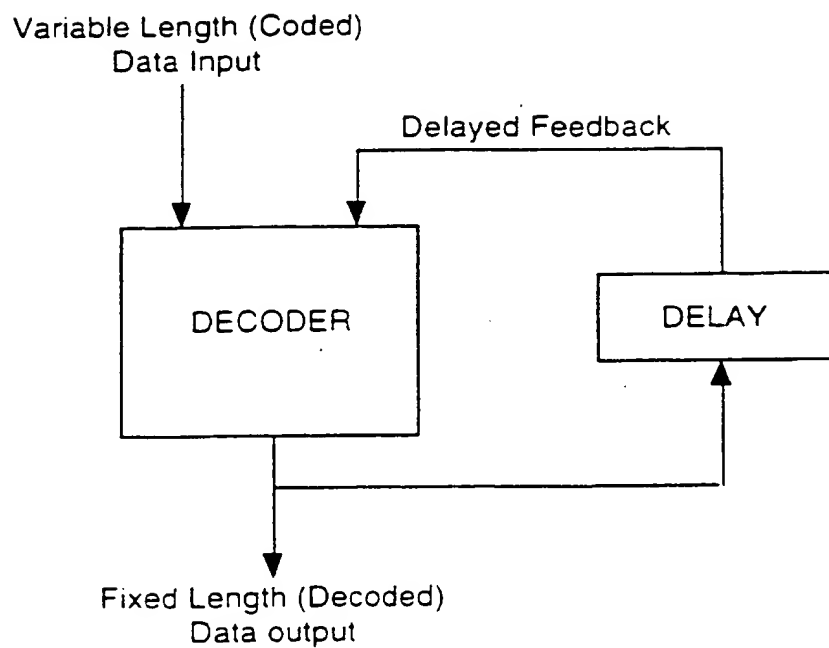 Variable Length (Coded)
Data Input
Delayed Feedback
DECODER
DELAY
Fixed Length (Decoded)
Data output